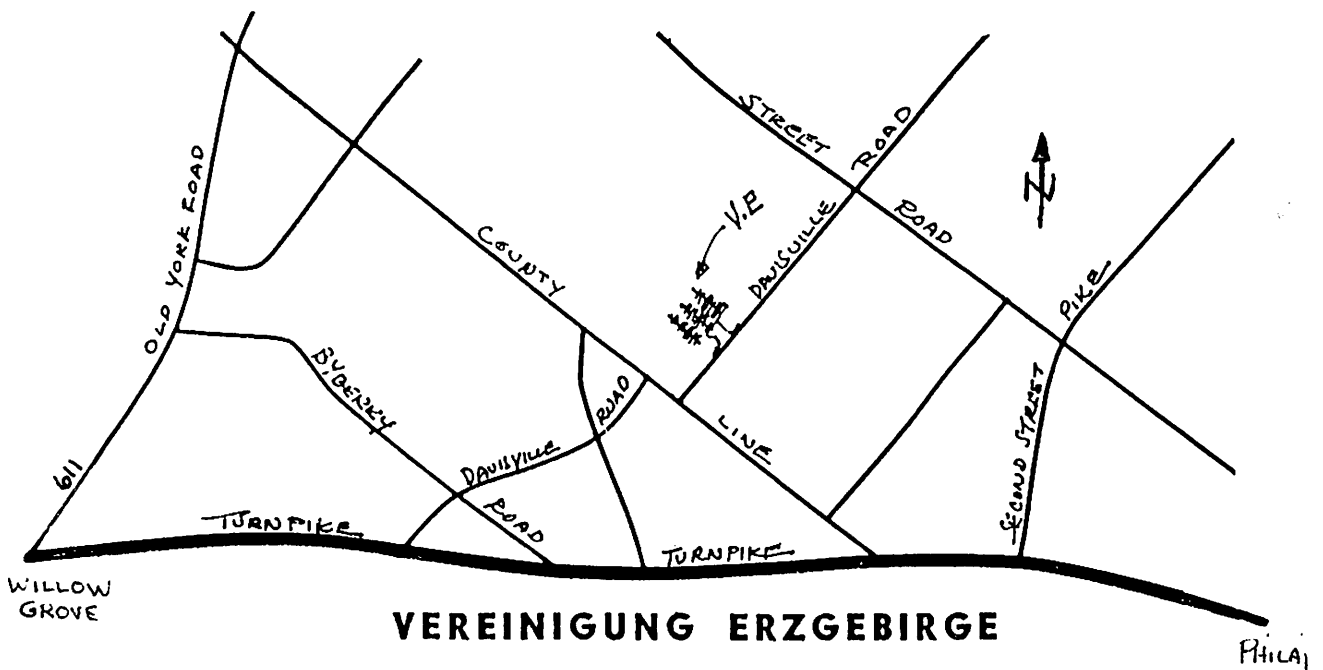 STREET ROAD
DAVISVILLE ROAD
N
V.E
OLD YORK ROAD
COUNTY LINE
PIKE
SECOND STREET
BYBERRY ROAD
DAVISVILLE ROAD
611
TURNPIKE
TURNPIKE
WILLOW
GROVE
VEREINIGUNG ERZGEBIRGE
PHILA